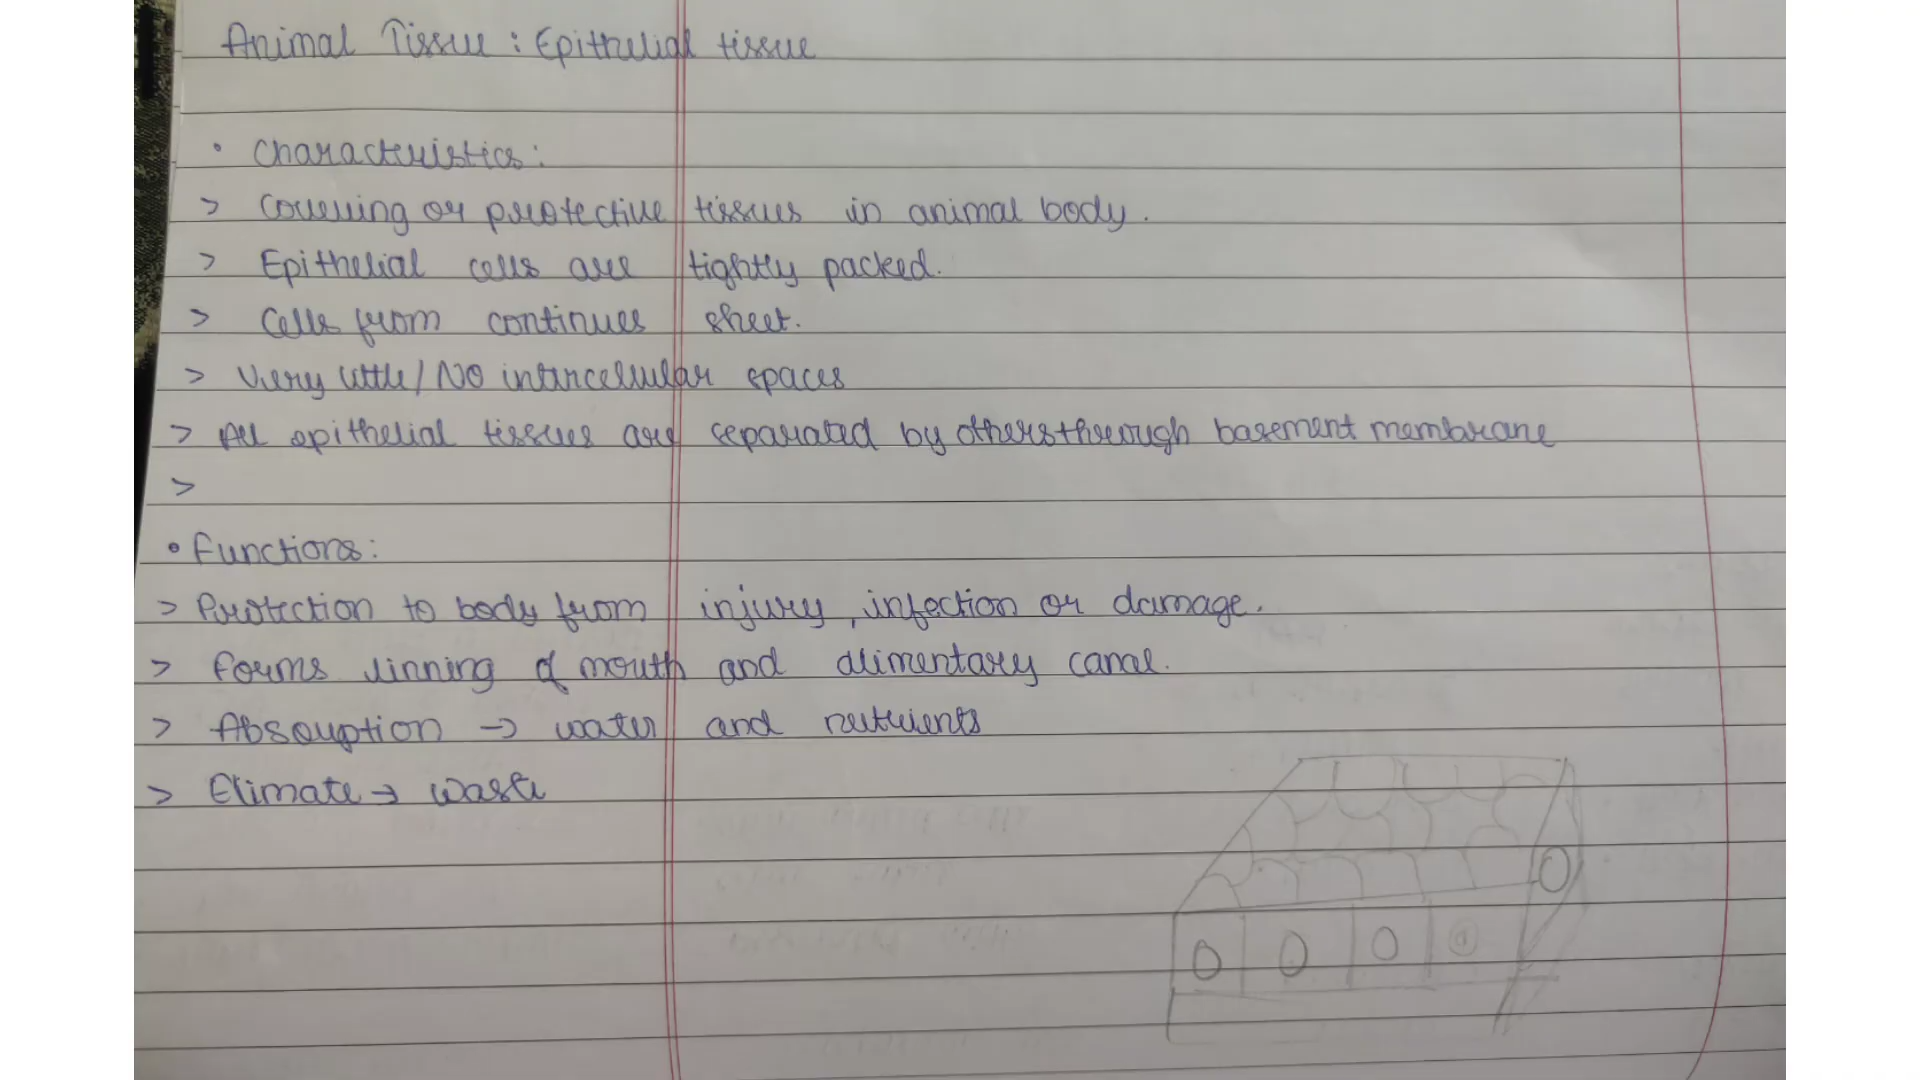 Animal Tissue : Epithelial tissue
• Characteristics :
> Covering or protective tissues in animal body.
> Epithelial cells are tightly packed.
> Cells from continues sheet.
> Very little / No intercellular spaces
> All epithelial tissues are separated by others through basement membrane
>
• Functions :
> Protection to body from injury, infection or damage.
> Forms linning of mouth and alimentary canal.
> Absorption → water and nutrients
> Elimate → waste